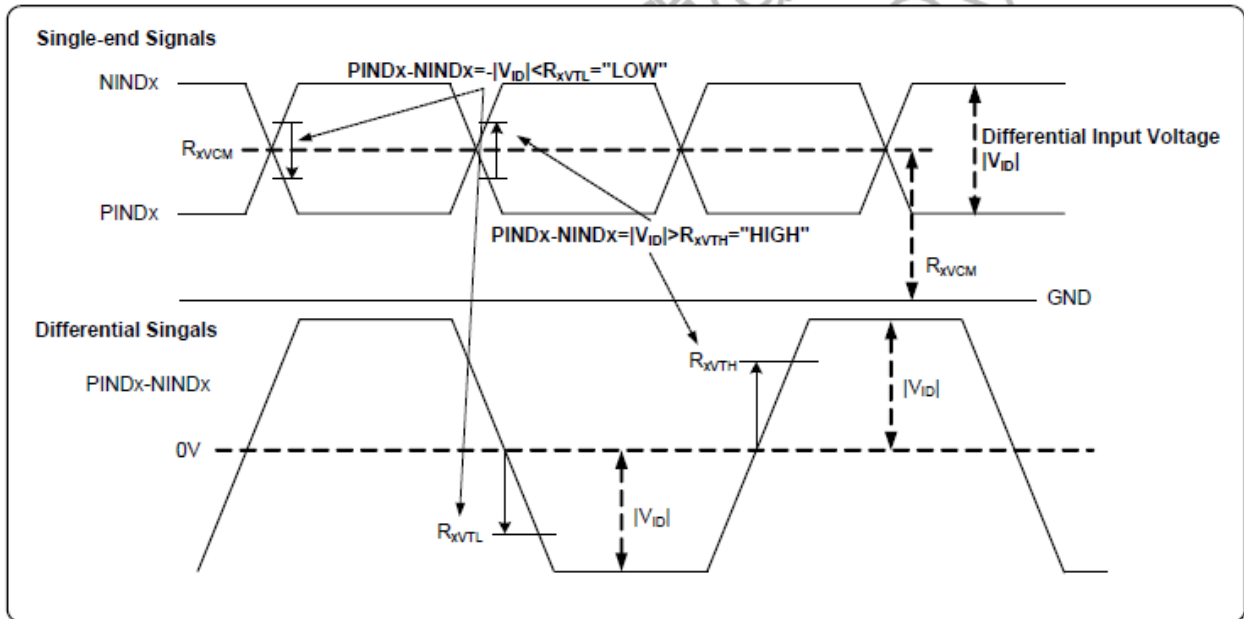 Single-end Signals
PINDx-NINDx=-|VID|<RxVTL="LOW"
NINDx
RxVCM
Differential Input Voltage
|VID|
PINDx
PINDx-NINDx=|VID|>RxVTH="HIGH"
RxVCM
GND
Differential Singals
RxVTH
PINDx-NINDx
|VID|
0V
|VID|
RxVTL